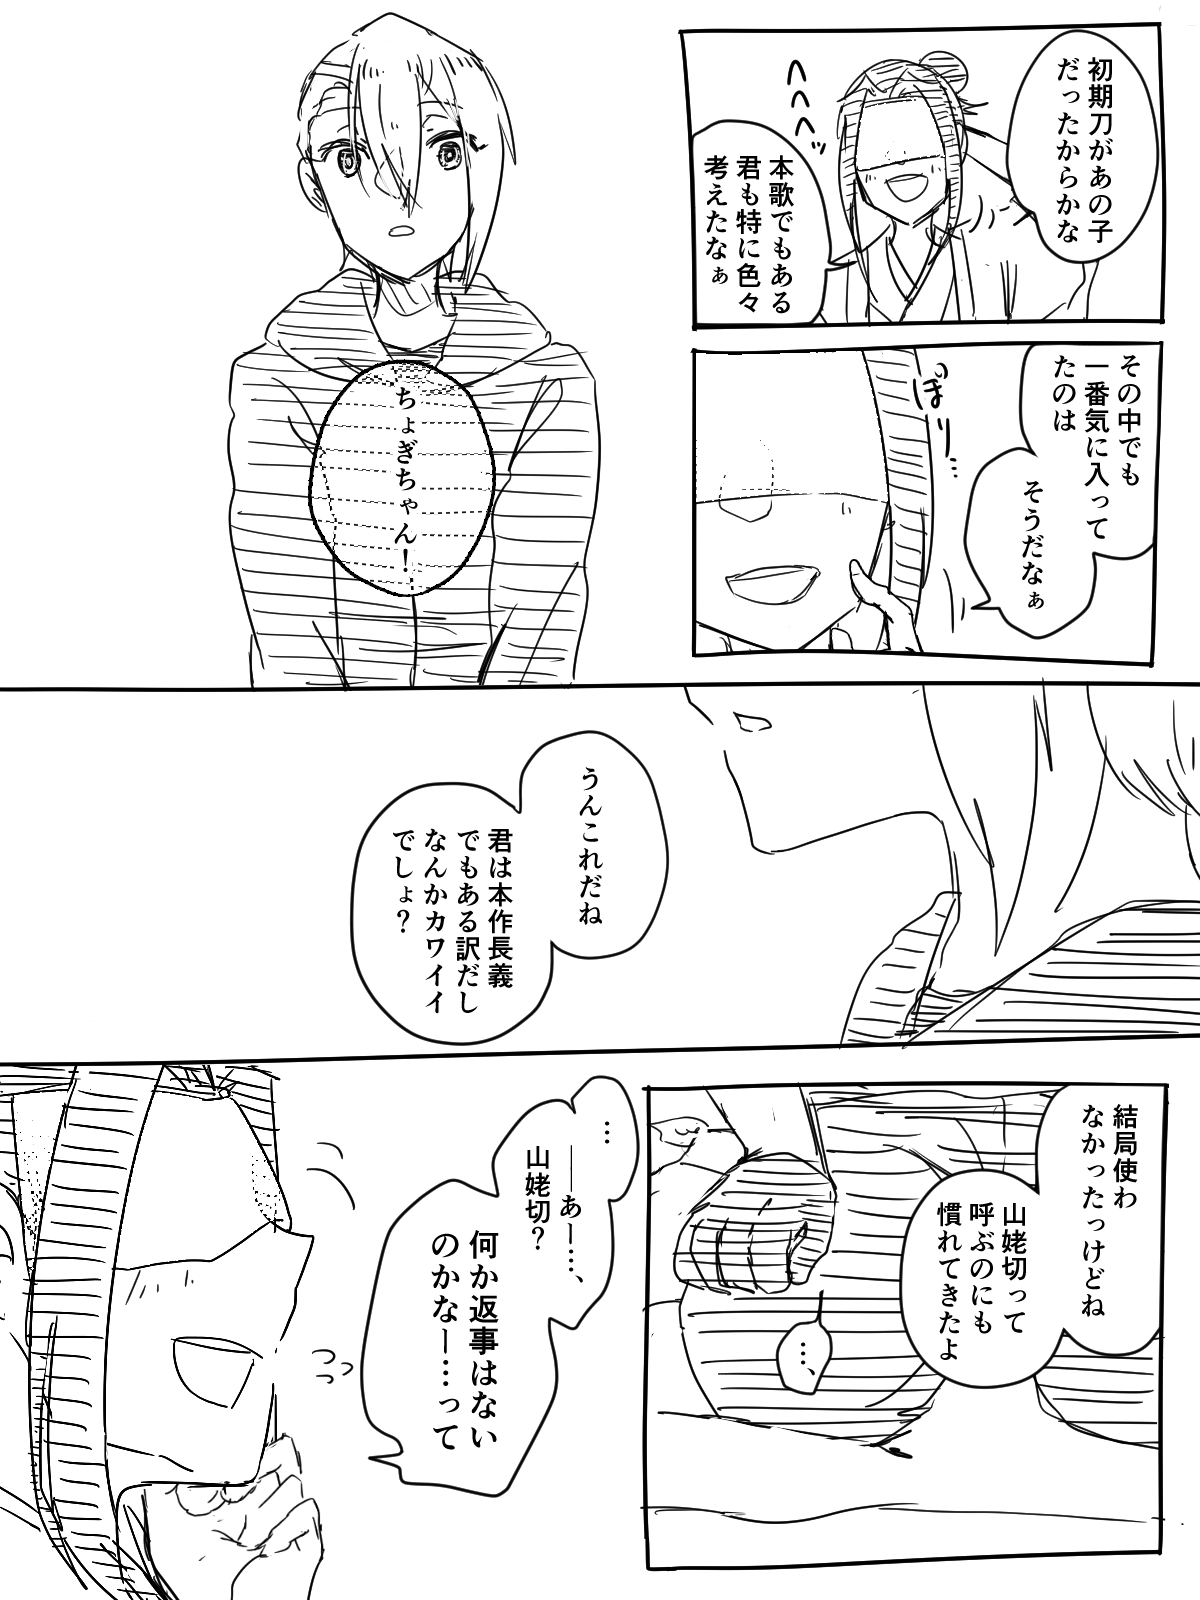 初期刀があの子
だったからかな
本歌でもある
君も特に色々
考えたなぁ
その中でも
一番気に入って
たのは
そうだなぁ
ぽり…
ちょぎちゃん！
うんこれだね
君は本作長義
でもある訳だし
なんかカワイイ
でしょ？
結局使わ
なかったっけどね
山姥切って
呼ぶのにも
慣れてきたよ
…、
…
――あー…、
山姥切？
何か返事はない
のかなー…って